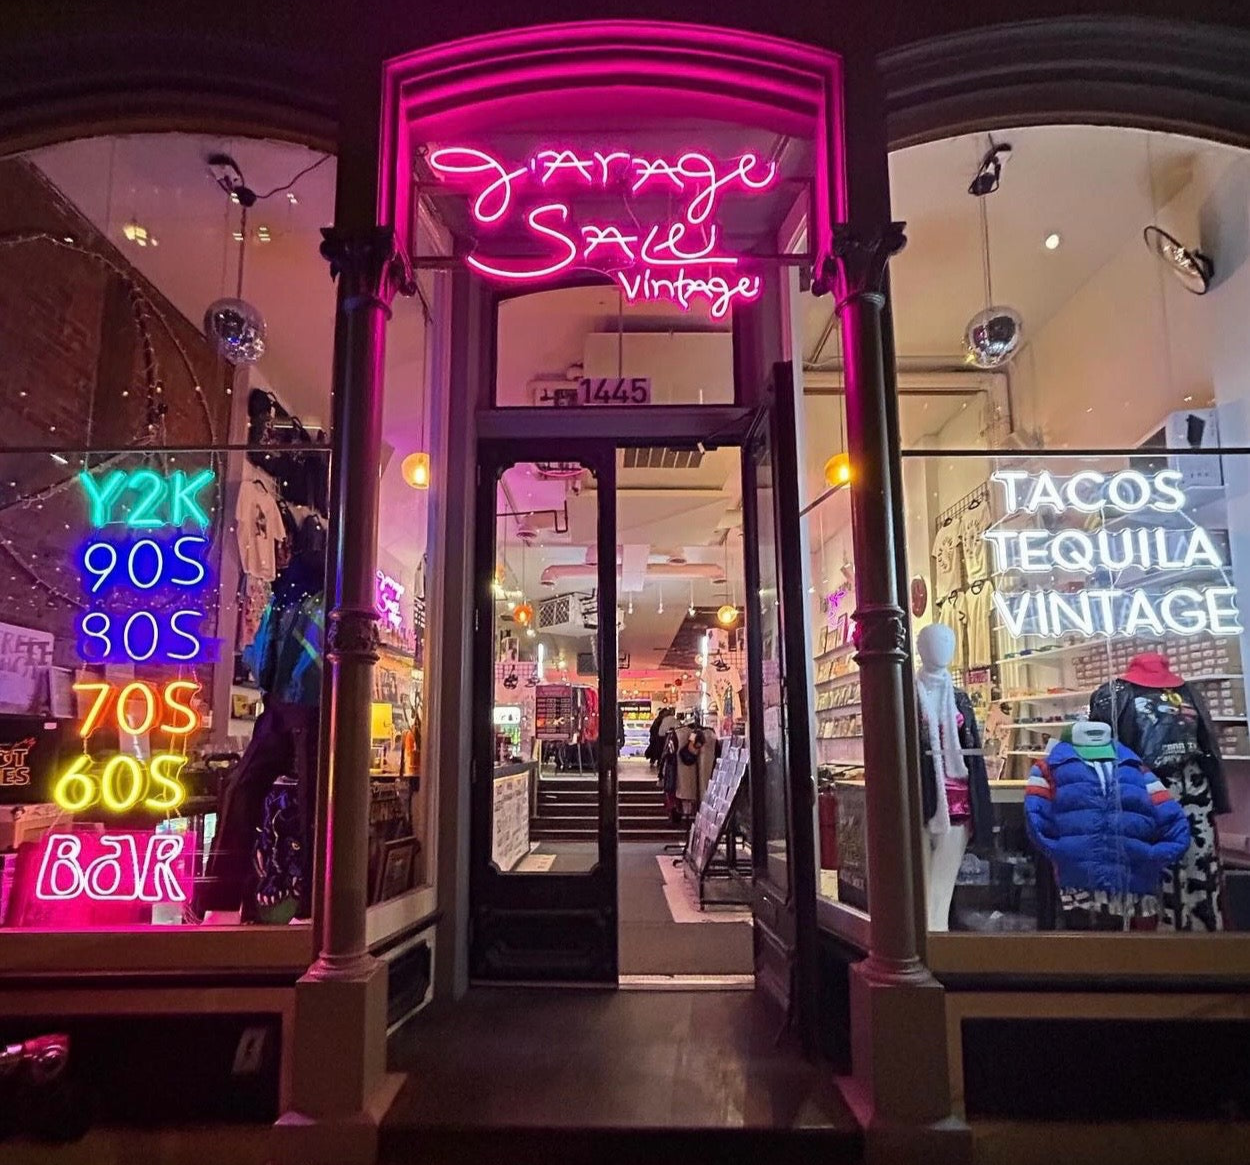 garage
Sale
vintage
1445
Y2K
90S
80S
70S
60S
BAR
TACOS
TEQUILA
VINTAGE